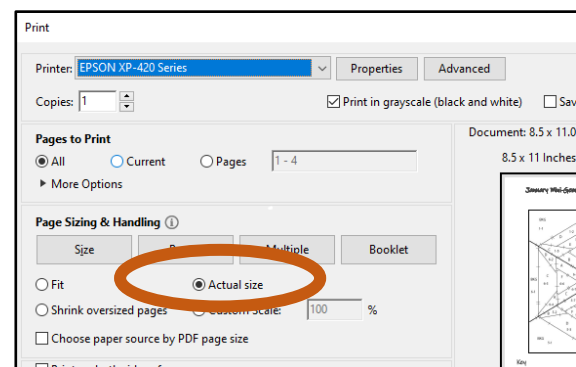 Print
Printer: EPSON XP-420 Series Properties Advanced
Copies: 1 Print in grayscale (black and white)
Pages to Print Document: 8.5 x 11.0
All Current Pages 1 - 4 8.5 x 11 Inches
More Options
January
Page Sizing & Handling
Size Multiple Booklet
Fit Actual size
Shrink oversized pages Custom Scale: 100 %
Choose paper source by PDF page size
Key